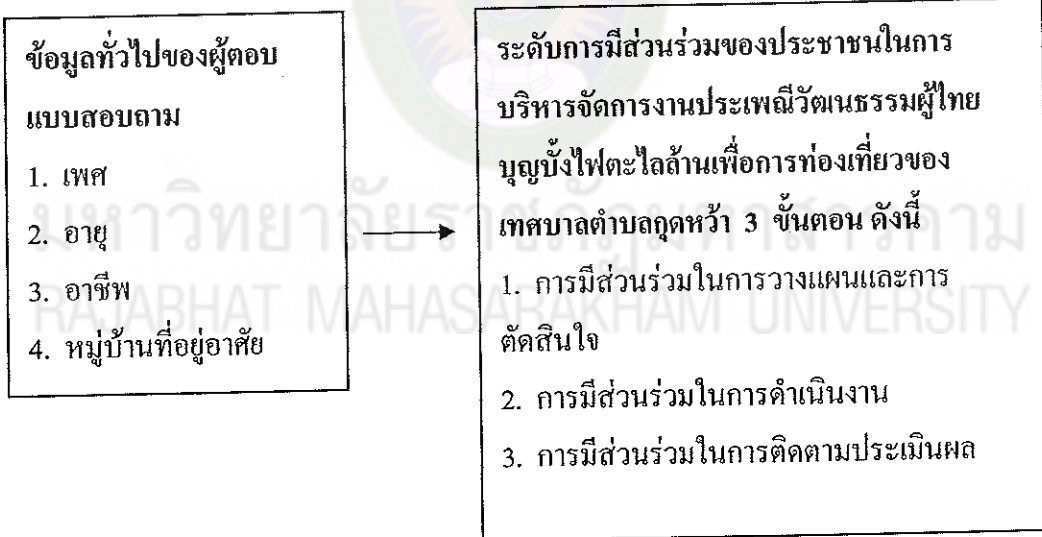 ข้อมูลทั่วไปของผู้ตอบ
แบบสอบถาม
1. เพศ
2. อายุ
3. อาชีพ
4. หมู่บ้านที่อยู่อาศัย
ระดับการมีส่วนร่วมของประชาชนในการ
บริหารจัดการงานประเพณีวัฒนธรรมผู้ไทย
บุญบั้งไฟตะไลล้านเพื่อการท่องเที่ยวของ
เทศบาลตำบลกุดหว้า 3 ขั้นตอน ดังนี้
1. การมีส่วนร่วมในการวางแผนและการ
ตัดสินใจ
2. การมีส่วนร่วมในการดำเนินงาน
3. การมีส่วนร่วมในการติดตามประเมินผล
มหาวิทยาลัยราชภัฏมหาสารคาม
RAJABHAT MAHASARAKHAM UNIVERSITY